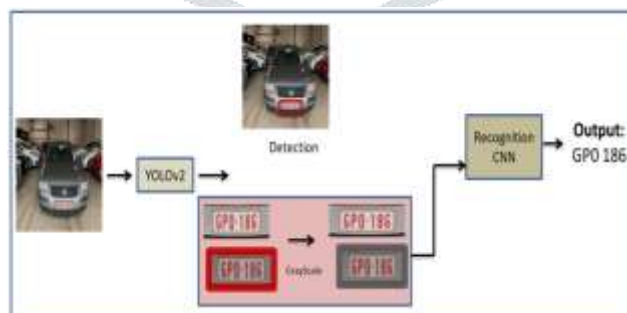 YOLOv2
Detection
GPO·186
GPO·186
GPO·186
GPO·186
GrayScale
Recognition
CNN
Output:
GPO 186